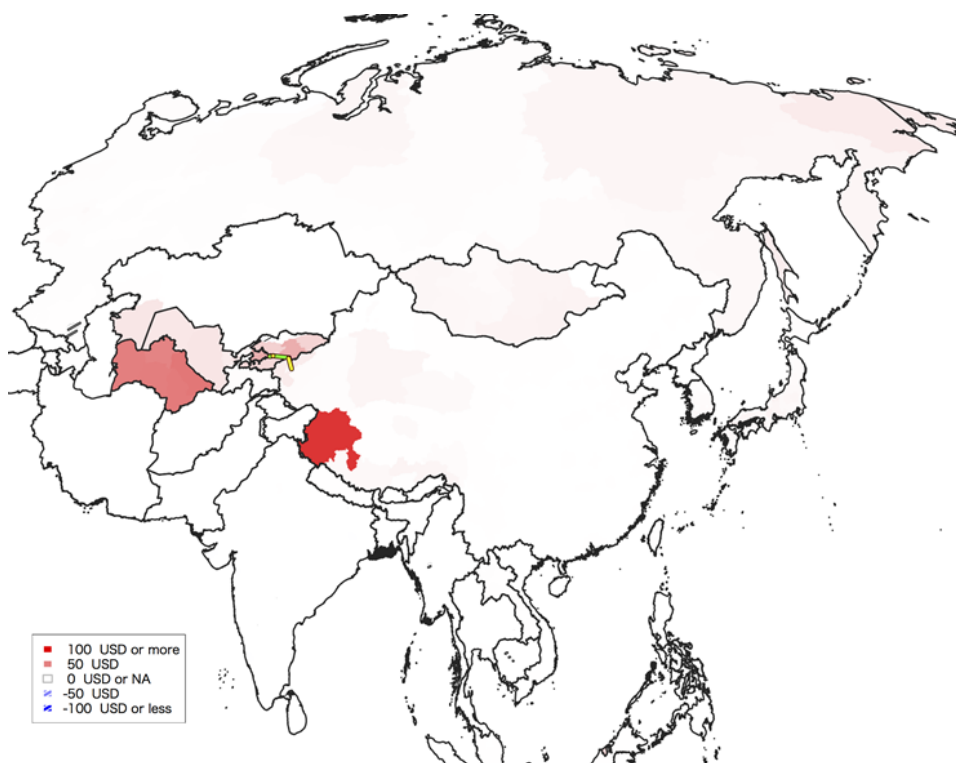 100 USD or more
50 USD
0 USD or NA
-50 USD
-100 USD or less